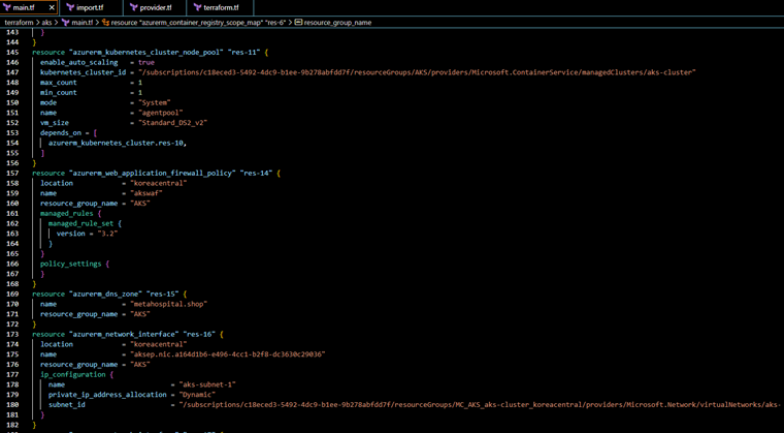 main.tf × import.tf provider.tf terraform.tf
terraform > aks > main.tf > resource "azurerm_container_registry_scope_map" "res-6" > resource_group_name
143 }
144 }
145 resource "azurerm_kubernetes_cluster_node_pool" "res-11" {
146 enable_auto_scaling = true
147 kubernetes_cluster_id = "/subscriptions/c18eced3-5492-4dc9-b1ee-9b278abfdd7f/resourceGroups/AKS/providers/Microsoft.ContainerService/managedClusters/aks-cluster"
148 max_count = 1
149 min_count = 1
150 mode = "System"
151 name = "agentpool"
152 vm_size = "Standard_DS2_v2"
153 depends_on = [
154 azurerm_kubernetes_cluster.res-10,
155 ]
156 }
157 resource "azurerm_web_application_firewall_policy" "res-14" {
158 location = "koreacentral"
159 name = "akswaf"
160 resource_group_name = "AKS"
161 managed_rules {
162 managed_rule_set {
163 version = "3.2"
164 }
165 }
166 policy_settings {
167 }
168 }
169 resource "azurerm_dns_zone" "res-15" {
170 name = "metahospital.shop"
171 resource_group_name = "AKS"
172 }
173 resource "azurerm_network_interface" "res-16" {
174 location = "koreacentral"
175 name = "aksep.nic.a164d1b6-e496-4cc1-b2f8-dc3630c29036"
176 resource_group_name = "AKS"
177 ip_configuration {
178 name = "aks-subnet-1"
179 private_ip_address_allocation = "Dynamic"
180 subnet_id = "/subscriptions/c18eced3-5492-4dc9-b1ee-9b278abfdd7f/resourceGroups/MC_AKS_aks-cluster_koreacentral/providers/Microsoft.Network/virtualNetworks/aks-
181 }
182 }